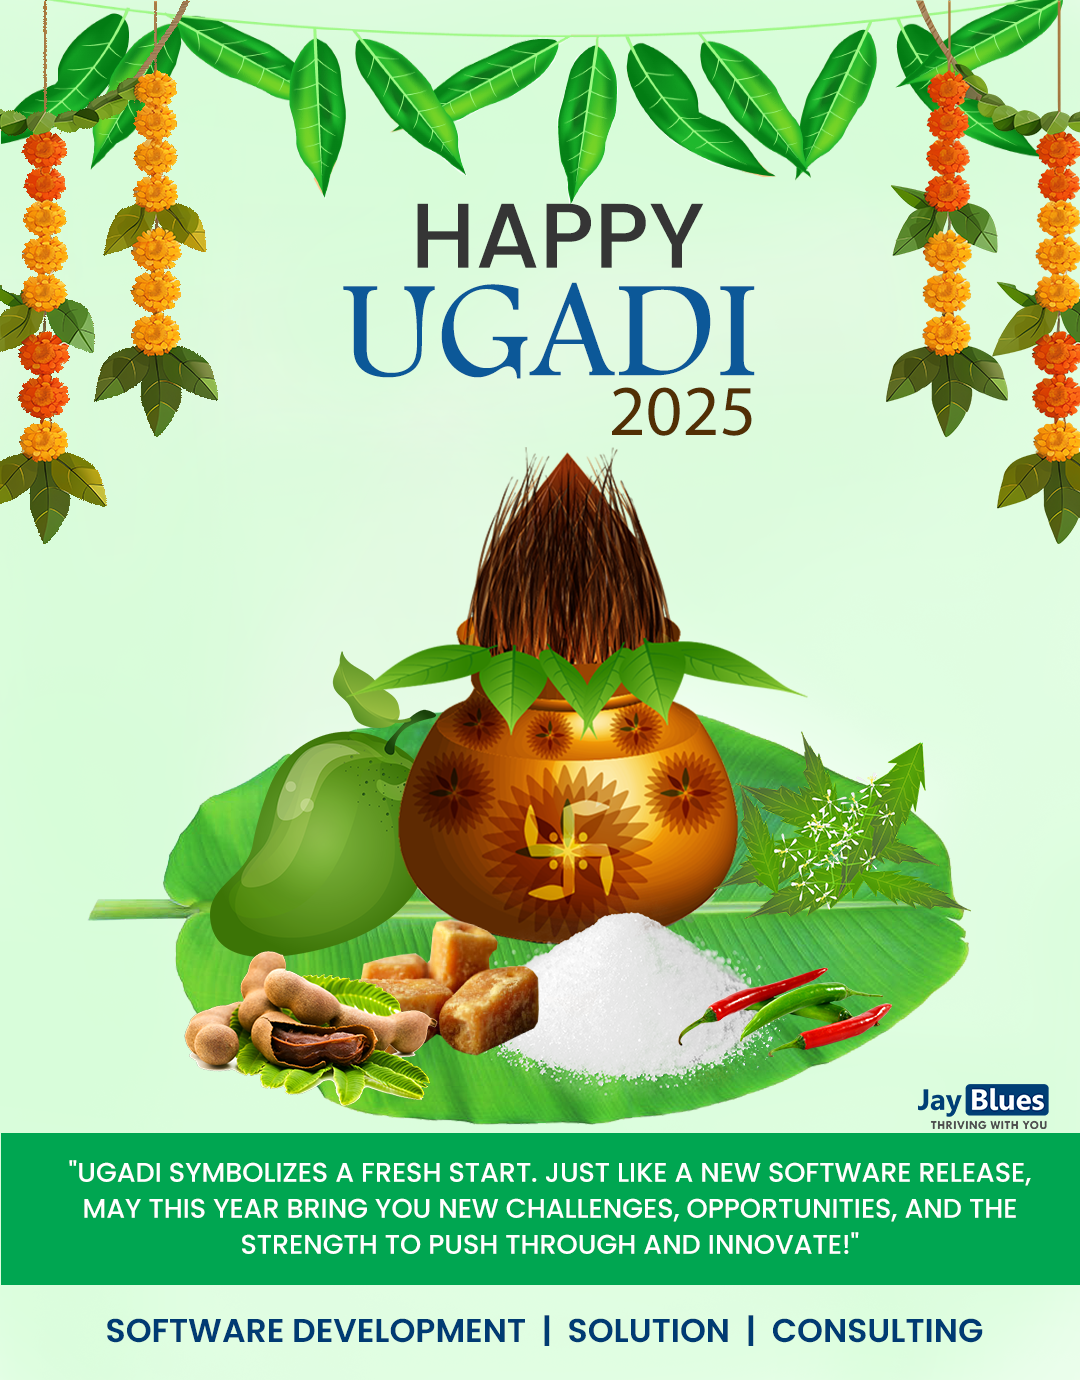 HAPPY
UGADI
2025
Jay Blues
THRIVING WITH YOU
"UGADI SYMBOLIZES A FRESH START. JUST LIKE A NEW SOFTWARE RELEASE,
MAY THIS YEAR BRING YOU NEW CHALLENGES, OPPORTUNITIES, AND THE
STRENGTH TO PUSH THROUGH AND INNOVATE!"
SOFTWARE DEVELOPMENT | SOLUTION | CONSULTING